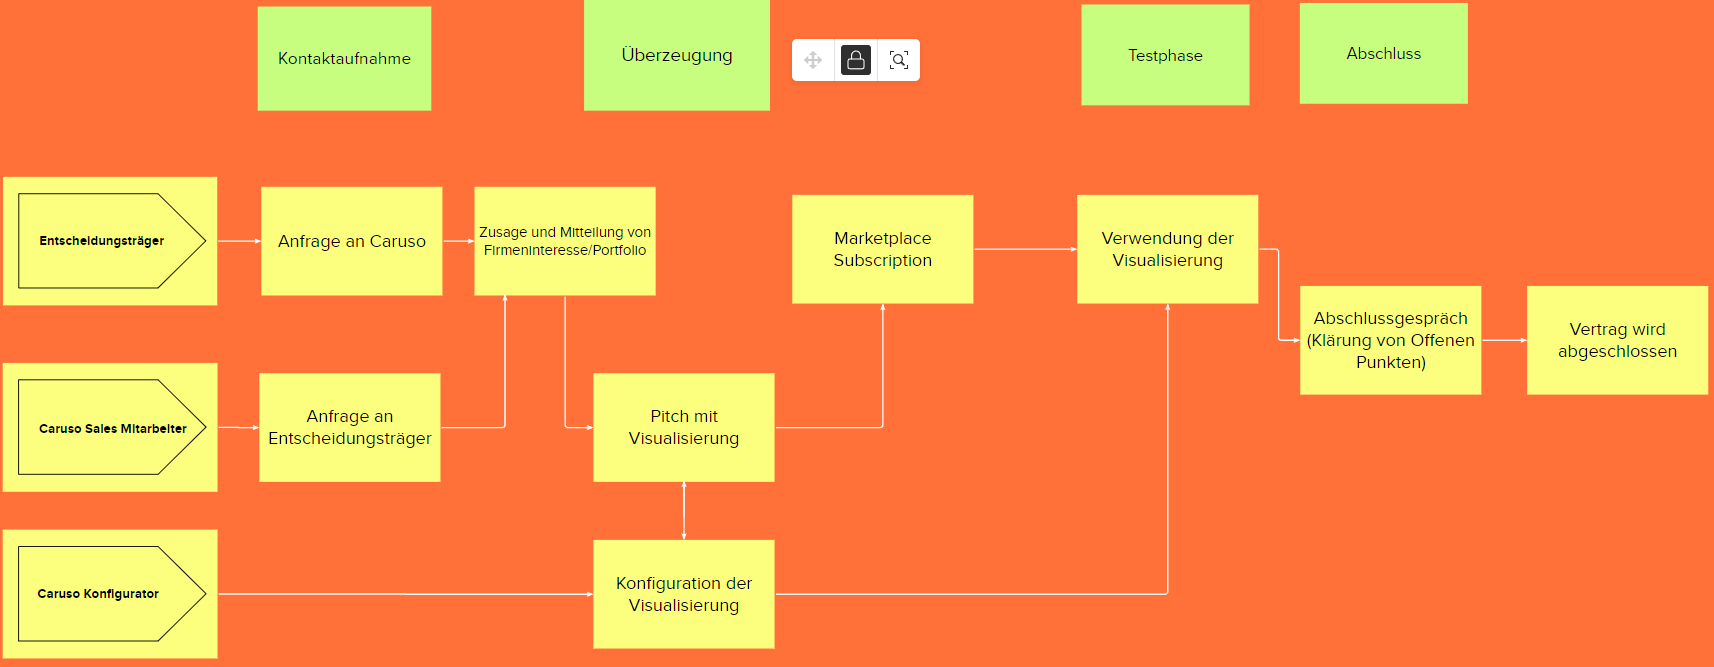 Kontaktaufnahme
Überzeugung
Testphase
Abschluss
Entscheidungsträger
Anfrage an Caruso
Zusage und Mitteilung von
Firmeninteresse/Portfolio
Marketplace
Subscription
Verwendung der
Visualisierung
Abschlussgespräch
(Klärung von Offenen
Punkten)
Vertrag wird
abgeschlossen
Caruso Sales Mitarbeiter
Anfrage an
Entscheidungsträger
Pitch mit
Visualisierung
Caruso Konfigurator
Konfiguration der
Visualisierung